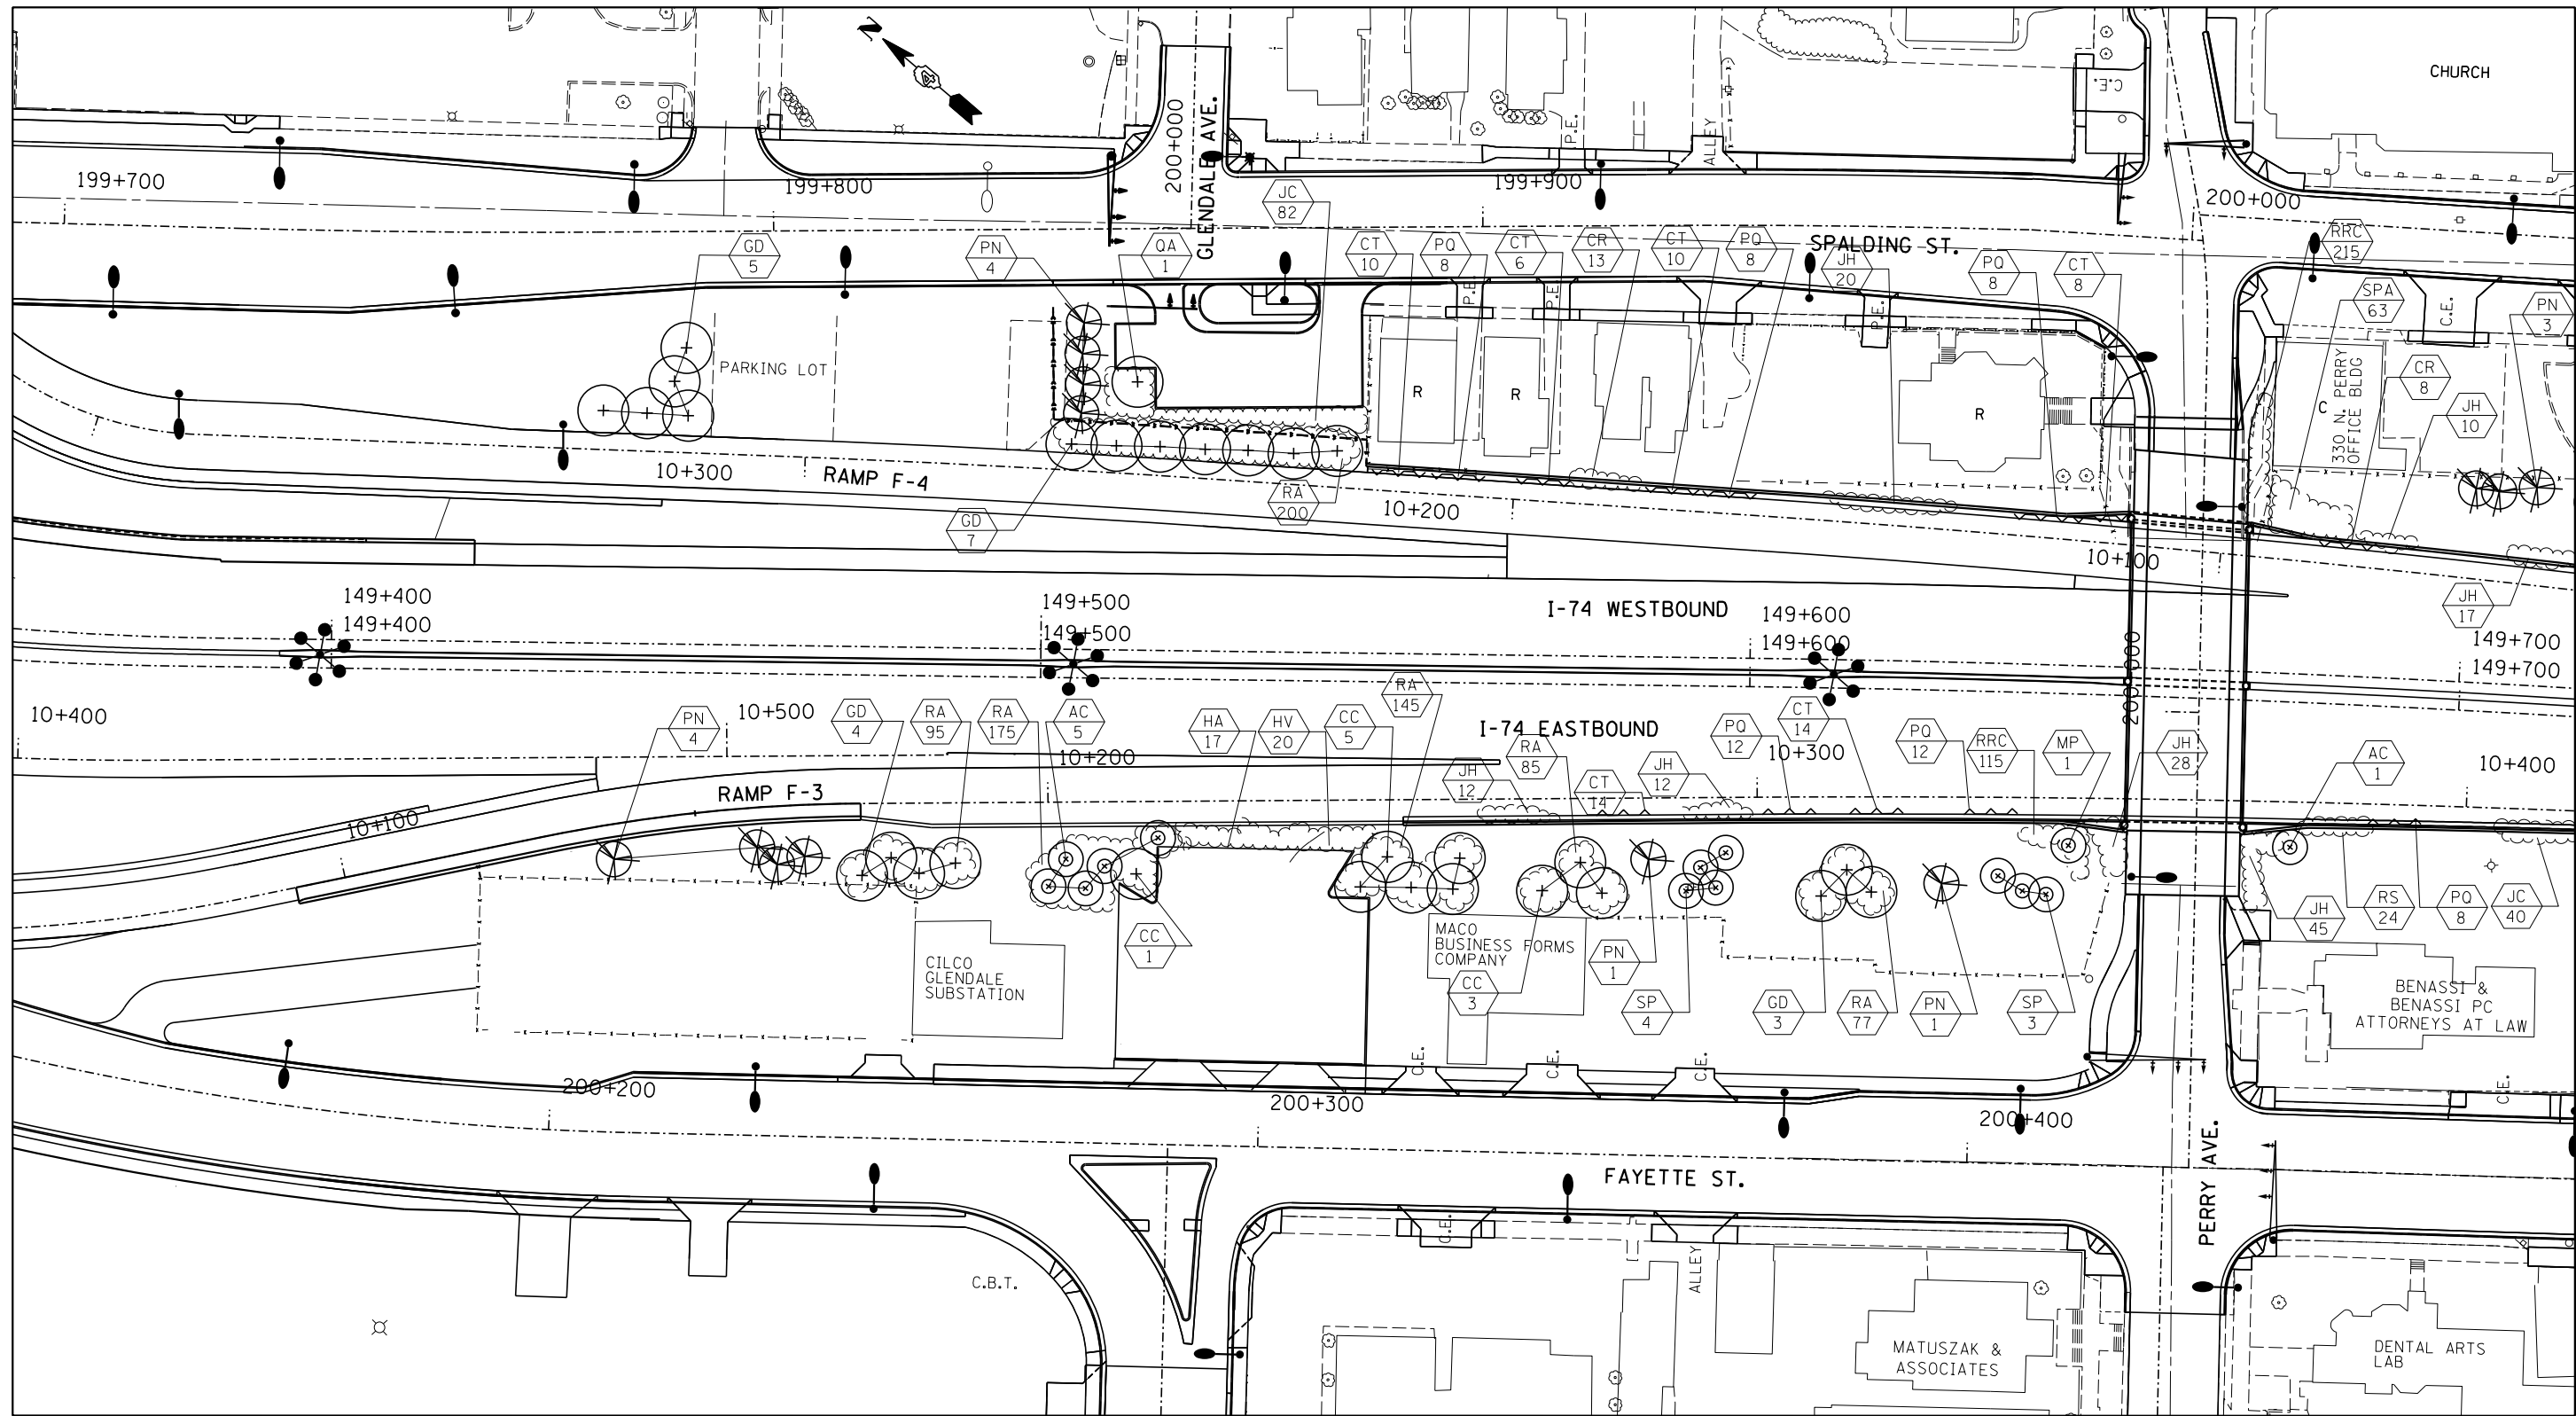 CHURCH
C.E.
N
4
200+000
GLENDALE AVE.
P.E.
ALLEY
199+700
199+800
199+900
200+000
JC
82
GD
5
PN
4
QA
1
CT
10
PQ
8
CT
6
CR
13
CT
10
PQ
8
SPALDING ST.
JH
20
PQ
8
CT
8
RRC
215
SPA
63
C.E.
PN
3
P.E.
P.E.
P.E.
PARKING LOT
R
R
R
330 N. PERRY
OFFICE BLDG
C
CR
8
JH
10
10+300
RAMP F-4
RA
200
10+200
GD
7
10+100
JH
17
149+400
149+400
149+500
149+500
I-74 WESTBOUND
149+600
149+600
149+700
149+700
200+500
10+400
10+500
PN
4
GD
4
RA
95
RA
175
AC
5
HA
17
HV
20
CC
5
RA
145
I-74 EASTBOUND
RA
85
JH
12
CT
14
JH
12
PQ
12
CT
14
10+300
PQ
12
RRC
115
MP
1
JH
28
AC
1
10+400
10+200
RAMP F-3
10+100
CC
1
CILCO
GLENDALE
SUBSTATION
MACO
BUSINESS FORMS
COMPANY
CC
3
PN
1
SP
4
GD
3
RA
77
PN
1
SP
3
JH
45
RS
24
PQ
8
JC
40
BENASSI &
BENASSI PC
ATTORNEYS AT LAW
C.E.
C.E.
C.E.
C.E.
200+200
200+300
200+400
FAYETTE ST.
PERRY AVE.
C.E.
ALLEY
C.B.T.
MATUSZAK &
ASSOCIATES
DENTAL ARTS
LAB